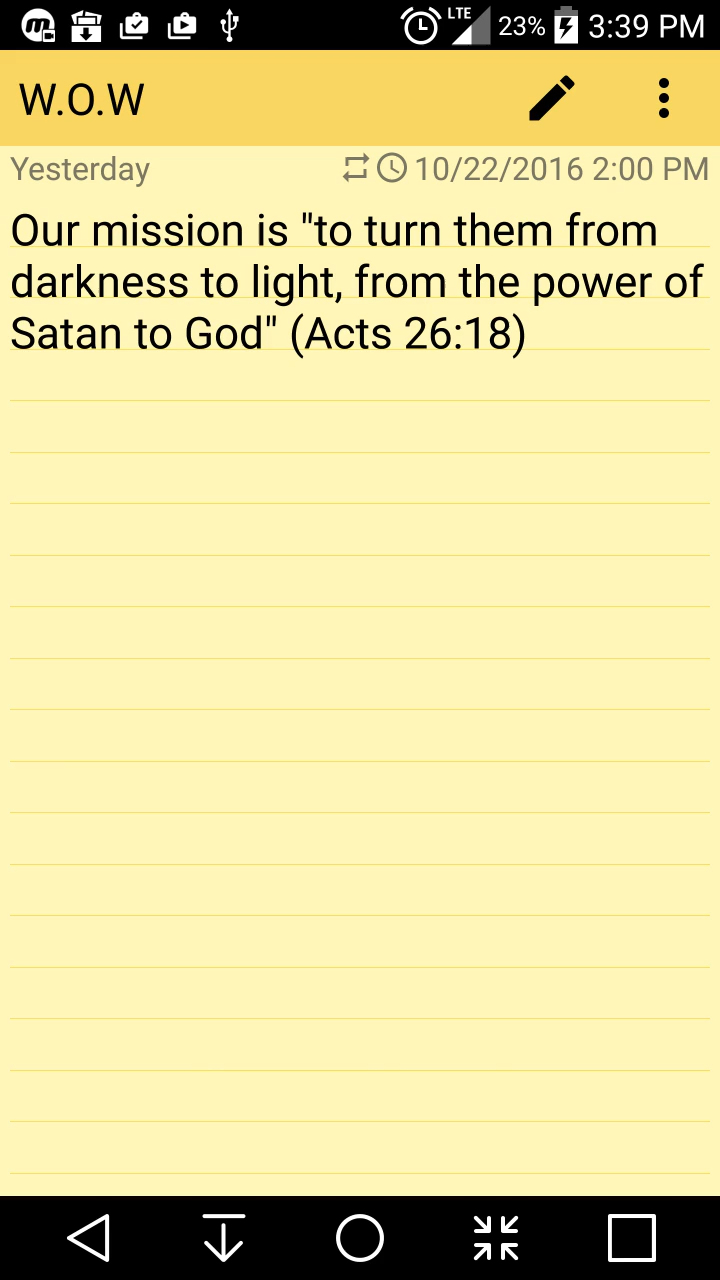 LTE 23% 3:39 PM
W.O.W
Yesterday 10/22/2016 2:00 PM
Our mission is "to turn them from
darkness to light, from the power of
Satan to God" (Acts 26:18)